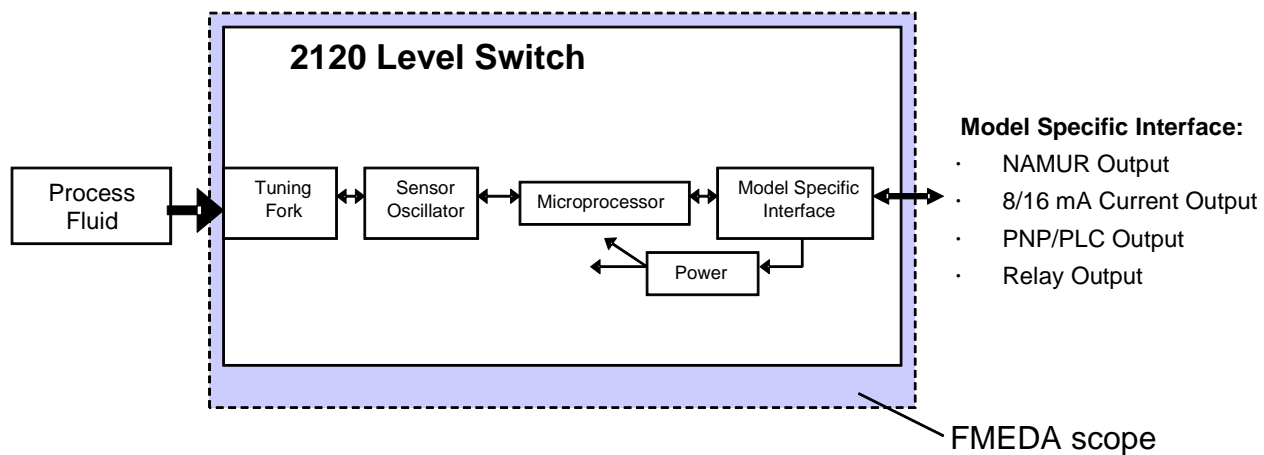 2120 Level Switch
Process
Fluid
Tuning
Fork
Sensor
Oscillator
Microprocessor
Model Specific
Interface
Power
Model Specific Interface:
· NAMUR Output
· 8/16 mA Current Output
· PNP/PLC Output
· Relay Output
FMEDA scope